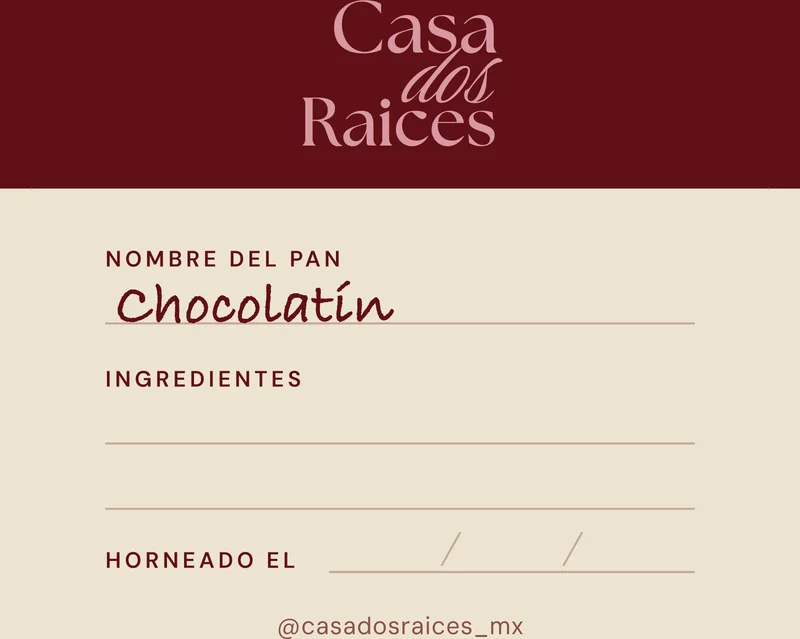 Casa
dos
Raices
NOMBRE DEL PAN
Chocolatín
INGREDIENTES
HORNEADO EL / /
@casadosraices_mx